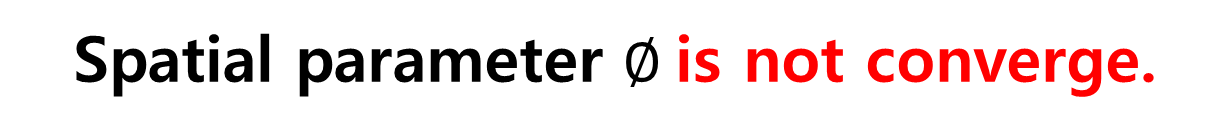 Spatial parameter ∅ is not converge.